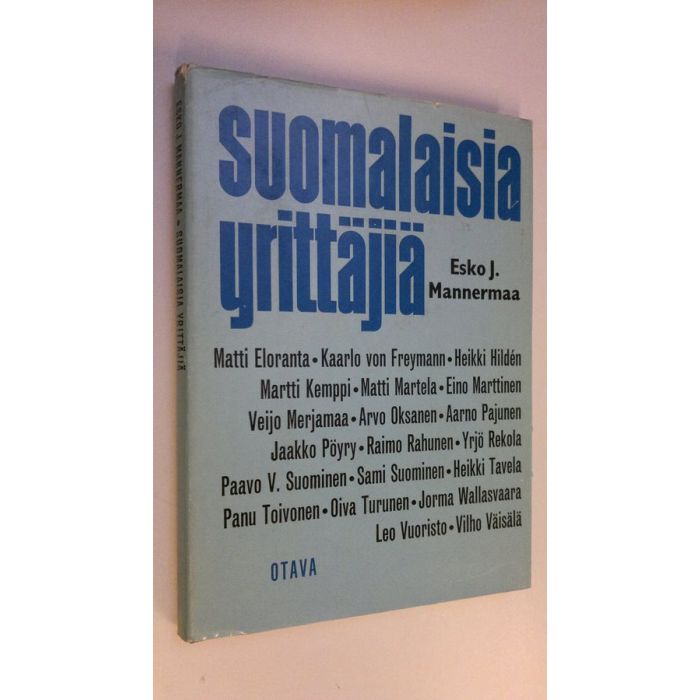 suomalaisia
yrittäjiä
Esko J.
Mannermaa
Matti Eloranta • Kaarlo von Freymann • Heikki Hildén
Martti Kemppi • Matti Martela • Eino Marttinen
Veijo Merjamaa • Arvo Oksanen • Aarno Pajunen
Jaakko Pöyry • Raimo Rahunen • Yrjö Rekola
Paavo V. Suominen • Sami Suominen • Heikki Tavela
Panu Toivonen • Oiva Turunen • Jorma Wallasvaara
Leo Vuoristo • Vilho Väisälä
OTAVA
ESKO J. MANNERMAA • SUOMALAISIA YRITTÄJIÄ